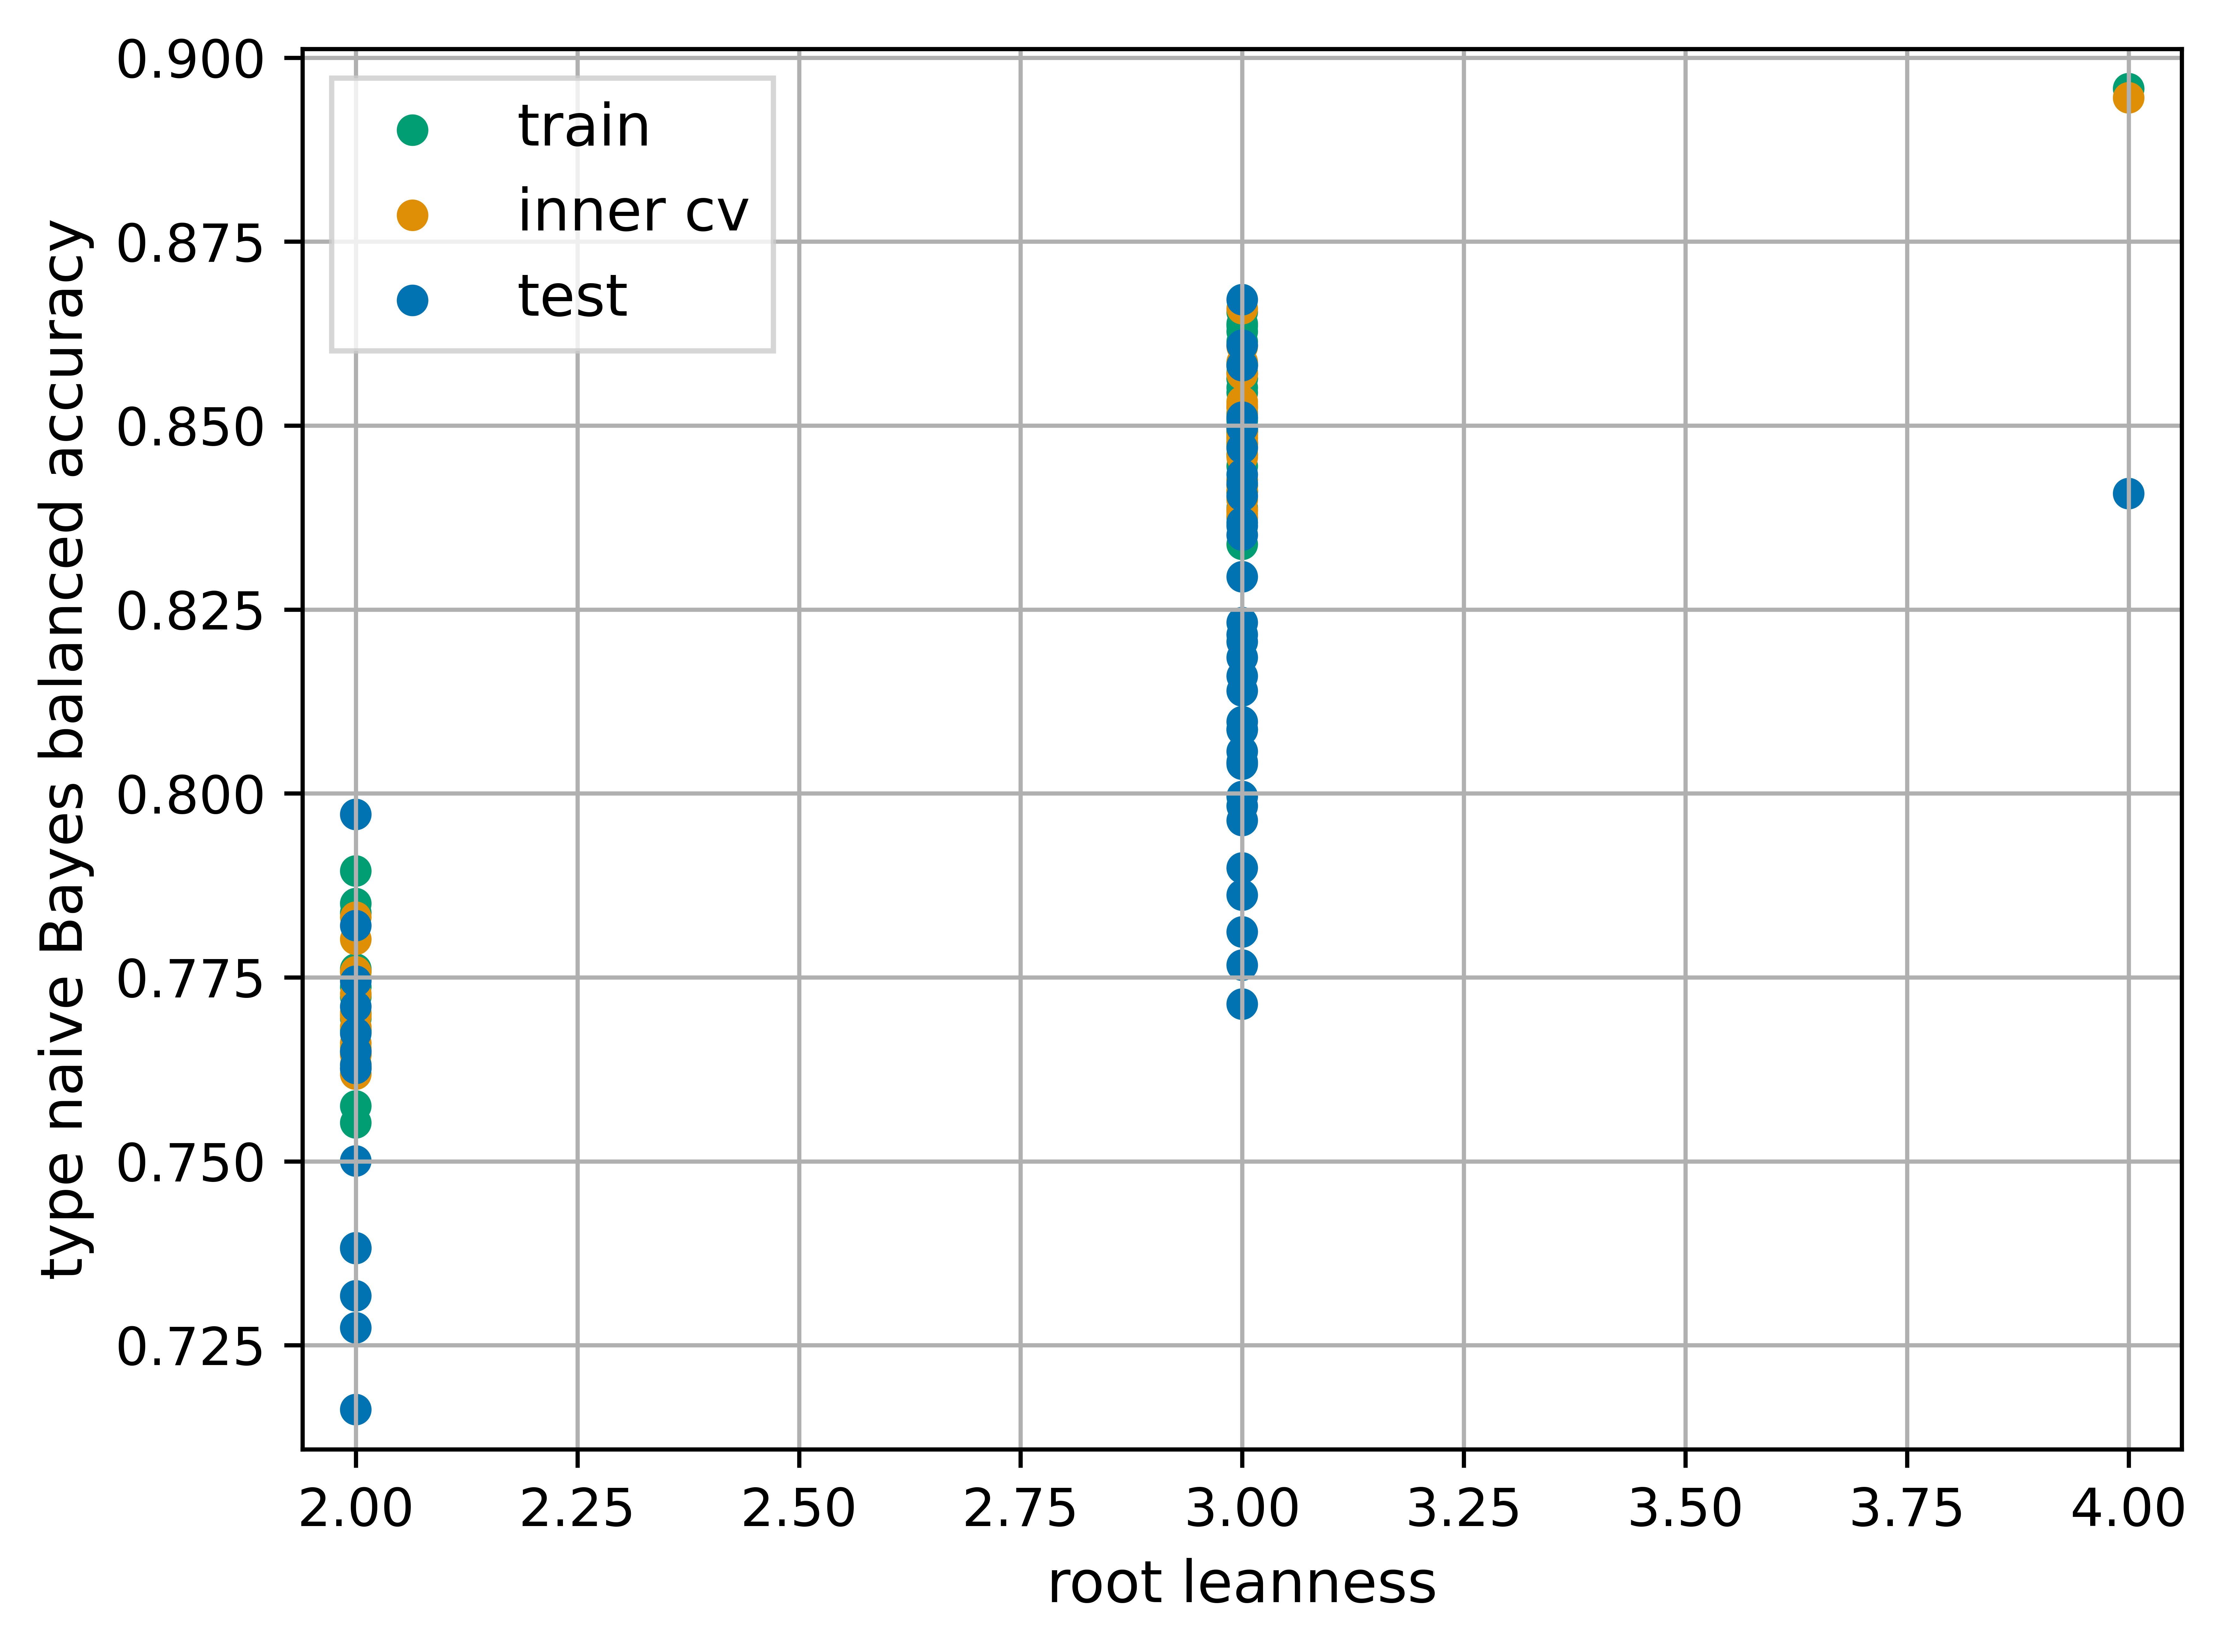 type naive Bayes balanced accuracy
0.900
0.875
0.850
0.825
0.800
0.775
0.750
0.725
train
inner cv
test
2.00 2.25 2.50 2.75 3.00 3.25 3.50 3.75 4.00
root leanness